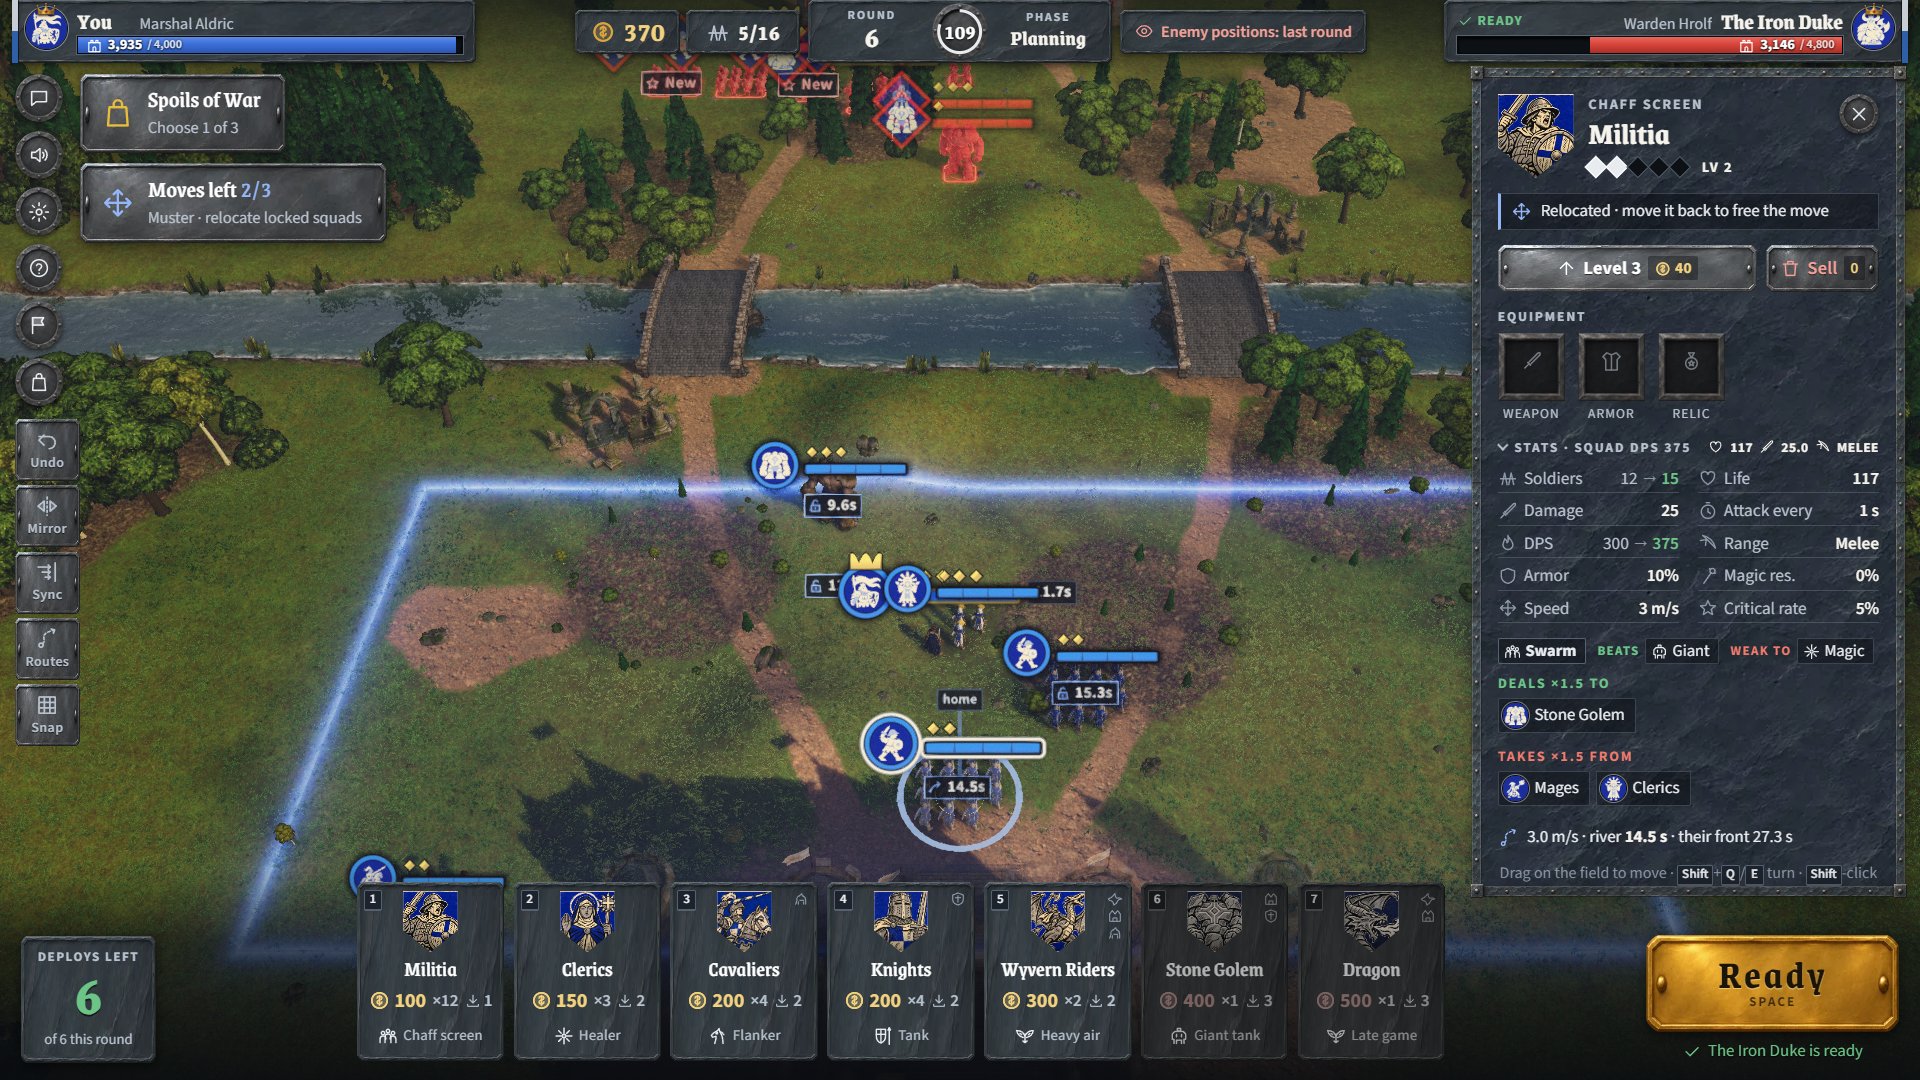 You Marshal Aldric
3,935 / 4,000
370
5/16
ROUND
6
109
PHASE
Planning
Enemy positions: last round
READY
Warden Hrolf The Iron Duke
3,146 / 4,800
Spoils of War
Choose 1 of 3
Moves left 2/3
Muster · relocate locked squads
New
New
Undo
Mirror
Sync
Routes
Snap
9.6s
1.7s
15.3s
home
14.5s
CHAFF SCREEN
Militia
LV 2
Relocated · move it back to free the move
Level 3 40
Sell 0
EQUIPMENT
WEAPON
ARMOR
RELIC
STATS · SQUAD DPS 375 117 25.0 MELEE
Soldiers 12 → 15 Life 117
Damage 25 Attack every 1 s
DPS 300 → 375 Range Melee
Armor 10% Magic res. 0%
Speed 3 m/s Critical rate 5%
Swarm BEATS Giant WEAK TO Magic
DEALS ×1.5 TO
Stone Golem
TAKES ×1.5 FROM
Mages Clerics
3.0 m/s · river 14.5 s · their front 27.3 s
Drag on the field to move · Shift + Q / E turn · Shift -click
DEPLOYS LEFT
6
of 6 this round
1
Militia
100 ×12 1
Chaff screen
2
Clerics
150 ×3 2
Healer
3
Cavaliers
200 ×4 2
Flanker
4
Knights
200 ×4 2
Tank
5
Wyvern Riders
300 ×2 2
Heavy air
6
Stone Golem
400 ×1 3
Giant tank
7
Dragon
500 ×1 3
Late game
Ready
SPACE
The Iron Duke is ready